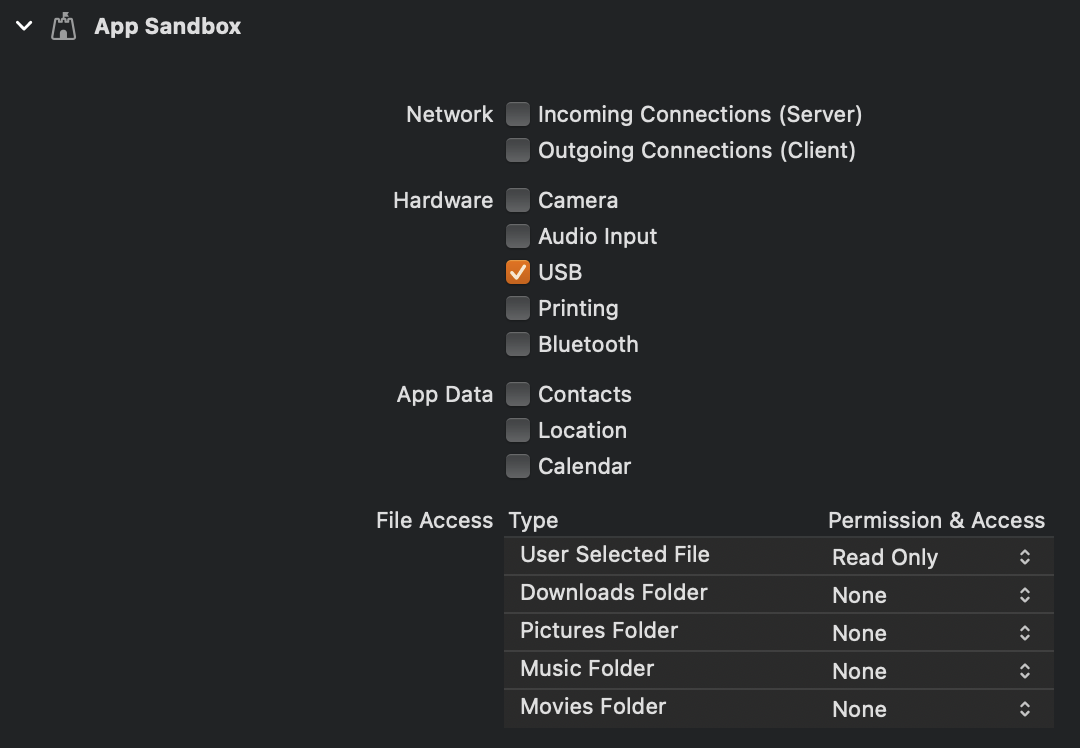 App Sandbox
Network Incoming Connections (Server)
Outgoing Connections (Client)
Hardware Camera
Audio Input
USB
Printing
Bluetooth
App Data Contacts
Location
Calendar
File Access Type Permission & Access
User Selected File Read Only
Downloads Folder None
Pictures Folder None
Music Folder None
Movies Folder None